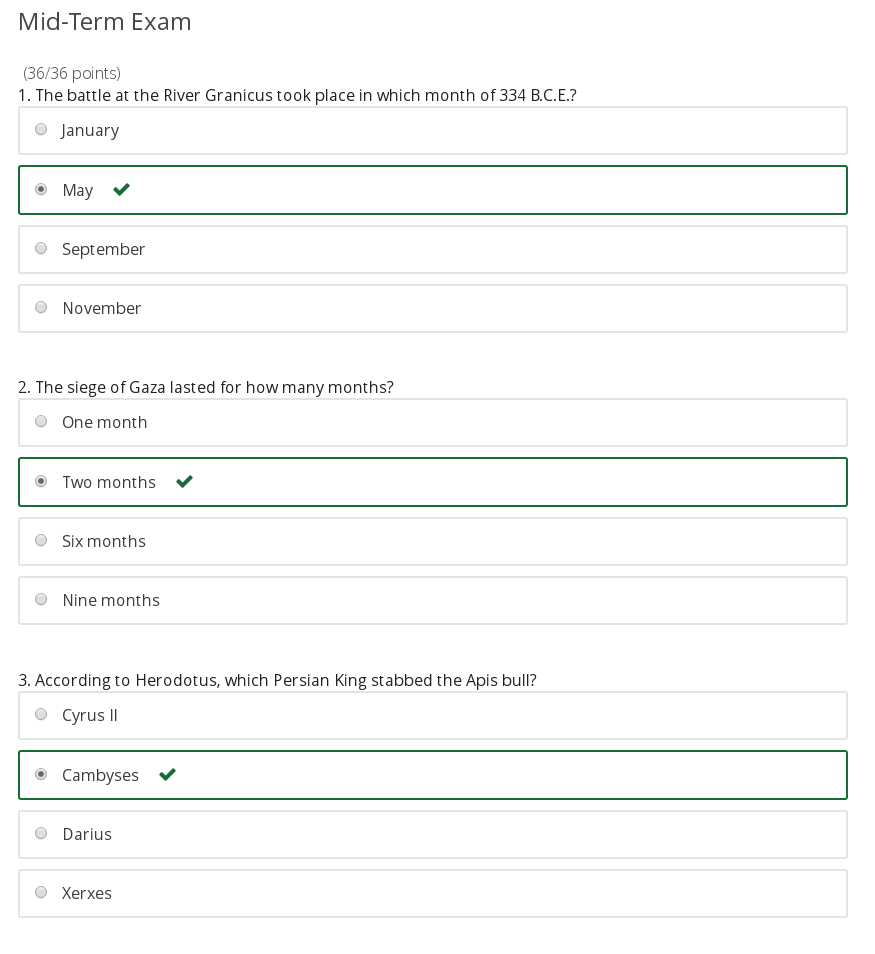 Mid-Term Exam
(36/36 points)
1. The battle at the River Granicus took place in which month of 334 B.C.E.?
January
May
September
November
2. The siege of Gaza lasted for how many months?
One month
Two months
Six months
Nine months
3. According to Herodotus, which Persian King stabbed the Apis bull?
Cyrus II
Cambyses
Darius
Xerxes